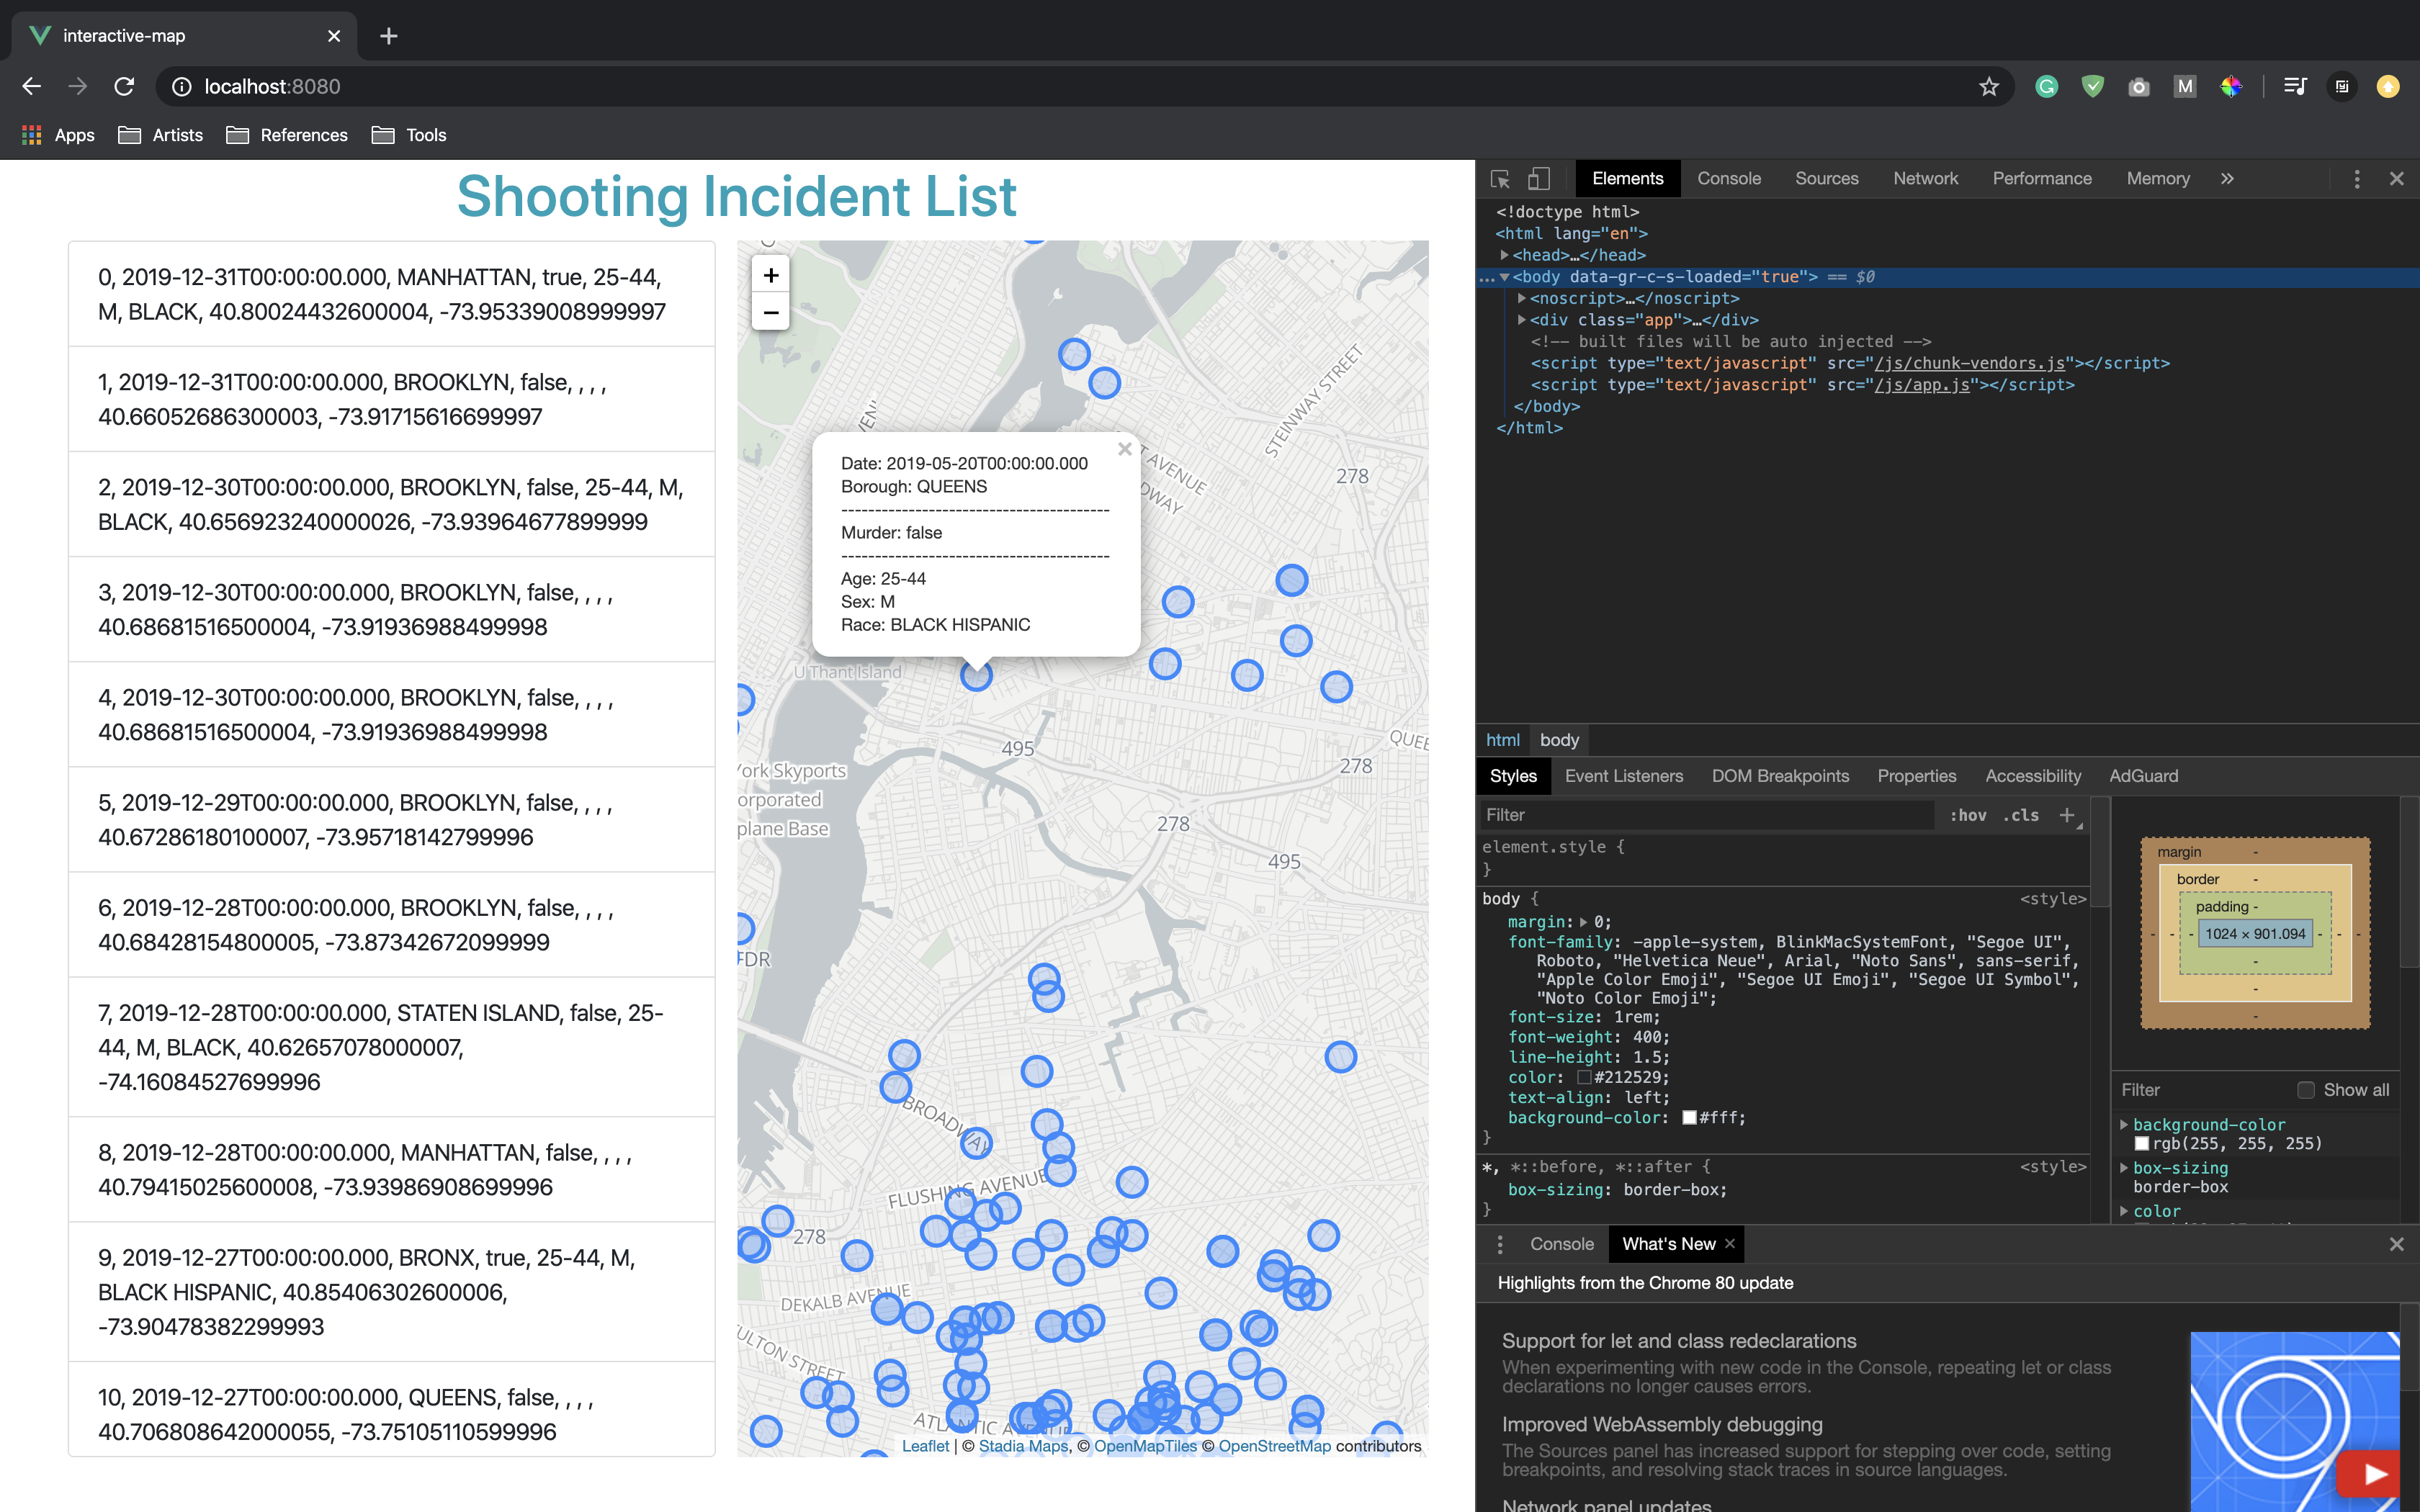 interactive-map
localhost:8080
M
Apps
Artists
References
Tools
Shooting Incident List
0, 2019-12-31T00:00:00.000, MANHATTAN, true, 25-44,
M, BLACK, 40.80024432600004, -73.95339008999997
1, 2019-12-31T00:00:00.000, BROOKLYN, false, , , ,
40.66052686300003, -73.91715616699997
2, 2019-12-30T00:00:00.000, BROOKLYN, false, 25-44, M,
BLACK, 40.656923240000026, -73.93964677899999
3, 2019-12-30T00:00:00.000, BROOKLYN, false, , , ,
40.68681516500004, -73.91936988499998
4, 2019-12-30T00:00:00.000, BROOKLYN, false, , , ,
40.68681516500004, -73.91936988499998
5, 2019-12-29T00:00:00.000, BROOKLYN, false, , , ,
40.67286180100007, -73.95718142799996
6, 2019-12-28T00:00:00.000, BROOKLYN, false, , , ,
40.68428154800005, -73.87342672099999
7, 2019-12-28T00:00:00.000, STATEN ISLAND, false, 25-
44, M, BLACK, 40.62657078000007,
-74.16084527699996
8, 2019-12-28T00:00:00.000, MANHATTAN, false, , , ,
40.79415025600008, -73.93986908699996
9, 2019-12-27T00:00:00.000, BRONX, true, 25-44, M,
BLACK HISPANIC, 40.85406302600006,
-73.90478382299993
10, 2019-12-27T00:00:00.000, QUEENS, false, , , ,
40.706808642000055, -73.75105110599996
+
−
STEINWAY STREET
AVENUE
278
Date: 2019-05-20T00:00:00.000
Borough: QUEENS
----------------------------------------
Murder: false
----------------------------------------
Age: 25-44
Sex: M
Race: BLACK HISPANIC
U Thant Island
495
QUEE
278
ork Skyports
orporated
plane Base
278
495
FDR
BROADWAY
FLUSHING AVENUE
278
DEKALB AVENUE
ULTON STREET
ATLANTIC AVENUE
Leaflet | © Stadia Maps, © OpenMapTiles © OpenStreetMap contributors
Elements
Console
Sources
Network
Performance
Memory
»
<!doctype html>
<html lang="en">
<head>…</head>
<body data-gr-c-s-loaded="true"> == $0
<noscript>…</noscript>
<div class="app">…</div>
<!-- built files will be auto injected -->
<script type="text/javascript" src="/js/chunk-vendors.js"></script>
<script type="text/javascript" src="/js/app.js"></script>
</body>
</html>
html
body
Styles
Event Listeners
DOM Breakpoints
Properties
Accessibility
AdGuard
Filter
:hov
.cls
element.style {
}
body {
<style>
margin: 0;
font-family: -apple-system, BlinkMacSystemFont, "Segoe UI",
Roboto, "Helvetica Neue", Arial, "Noto Sans", sans-serif,
"Apple Color Emoji", "Segoe UI Emoji", "Segoe UI Symbol",
"Noto Color Emoji";
font-size: 1rem;
font-weight: 400;
line-height: 1.5;
color: #212529;
text-align: left;
background-color: #fff;
}
*, *::before, *::after {
<style>
box-sizing: border-box;
}
margin -
border -
padding -
- - - 1024 × 901.094 - - -
-
-
-
Filter
Show all
background-color
rgb(255, 255, 255)
box-sizing
border-box
color
Console
What's New
Highlights from the Chrome 80 update
Support for let and class redeclarations
When experimenting with new code in the Console, repeating let or class
declarations no longer causes errors.
Improved WebAssembly debugging
The Sources panel has increased support for stepping over code, setting
breakpoints, and resolving stack traces in source languages.
Network panel updates